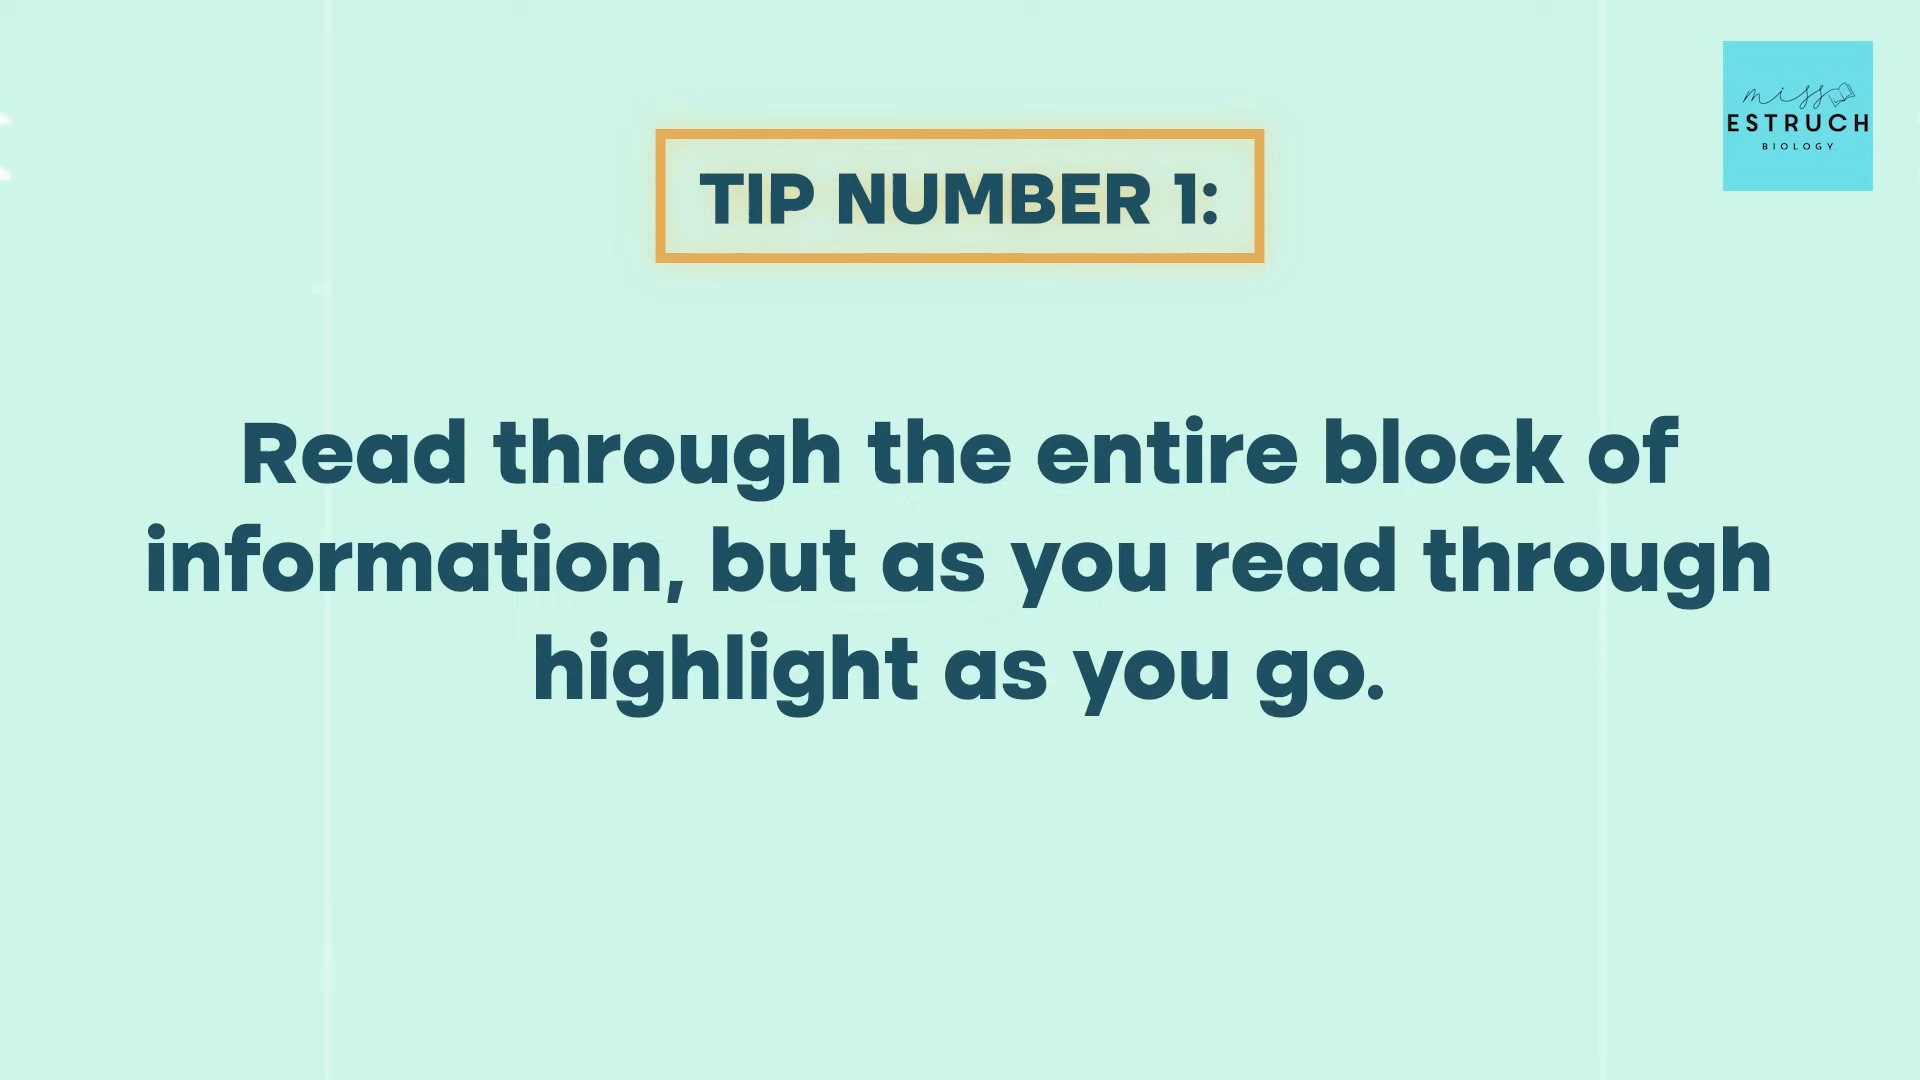 miss
ESTRUCH
BIOLOGY
TIP NUMBER 1:
Read through the entire block of
information, but as you read through
highlight as you go.